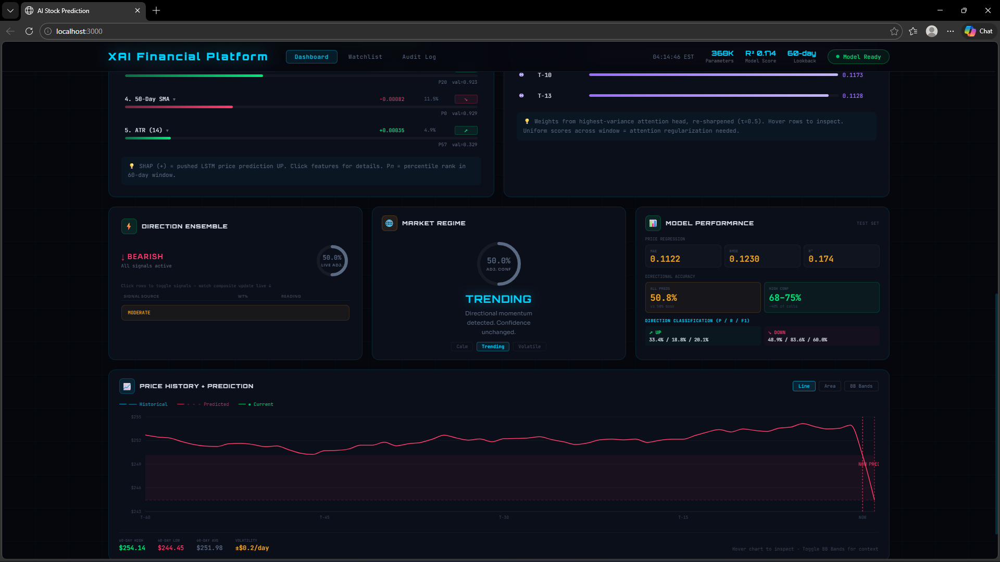 AI Stock Prediction
localhost:3000
Chat
XAI Financial Platform
Dashboard
Watchlist
Audit Log
04:14:46 EST
368K
Parameters
R² 0.174
Model Score
60-day
Lookback
Model Ready
P20 val=0.923
4. 50-Day SMA ▾
-0.00082
11.5%
↘
P0 val=0.929
5. ATR (14) ▾
+0.00035
4.9%
↗
P57 val=0.329
💡 SHAP (+) = pushed LSTM price prediction UP. Click features for details. Pn = percentile rank in
60-day window.
T-10
0.1173
T-13
0.1128
💡 Weights from highest-variance attention head, re-sharpened (τ=0.5). Hover rows to inspect.
Uniform scores across window = attention regularization needed.
DIRECTION ENSEMBLE
↓ BEARISH
All signals active
50.0%
LIVE ADJ.
Click rows to toggle signals — watch composite update live ↓
SIGNAL SOURCE
WT%
READING
MODERATE
MARKET REGIME
50.0%
ADJ. CONF
TRENDING
Directional momentum
detected. Confidence
unchanged.
Calm
Trending
Volatile
MODEL PERFORMANCE
TEST SET
PRICE REGRESSION
MAE
0.1122
RMSE
0.1230
R²
0.174
DIRECTIONAL ACCURACY
ALL PREDS
50.8%
vs 50% base
HIGH CONF
68–75%
~40% of calls
DIRECTION CLASSIFICATION (P / R / F1)
↗ UP
33.4% / 18.8% / 20.1%
↘ DOWN
48.9% / 83.6% / 60.0%
PRICE HISTORY + PREDICTION
Line
Area
BB Bands
Historical
- - - Predicted
● Current
$255
$252
$249
$246
$243
NOW
PRED
T-60
T-45
T-30
T-15
NOW
60-DAY HIGH
$254.14
60-DAY LOW
$244.45
60-DAY AVG
$251.98
VOLATILITY
±$0.2/day
Hover chart to inspect · Toggle BB Bands for context